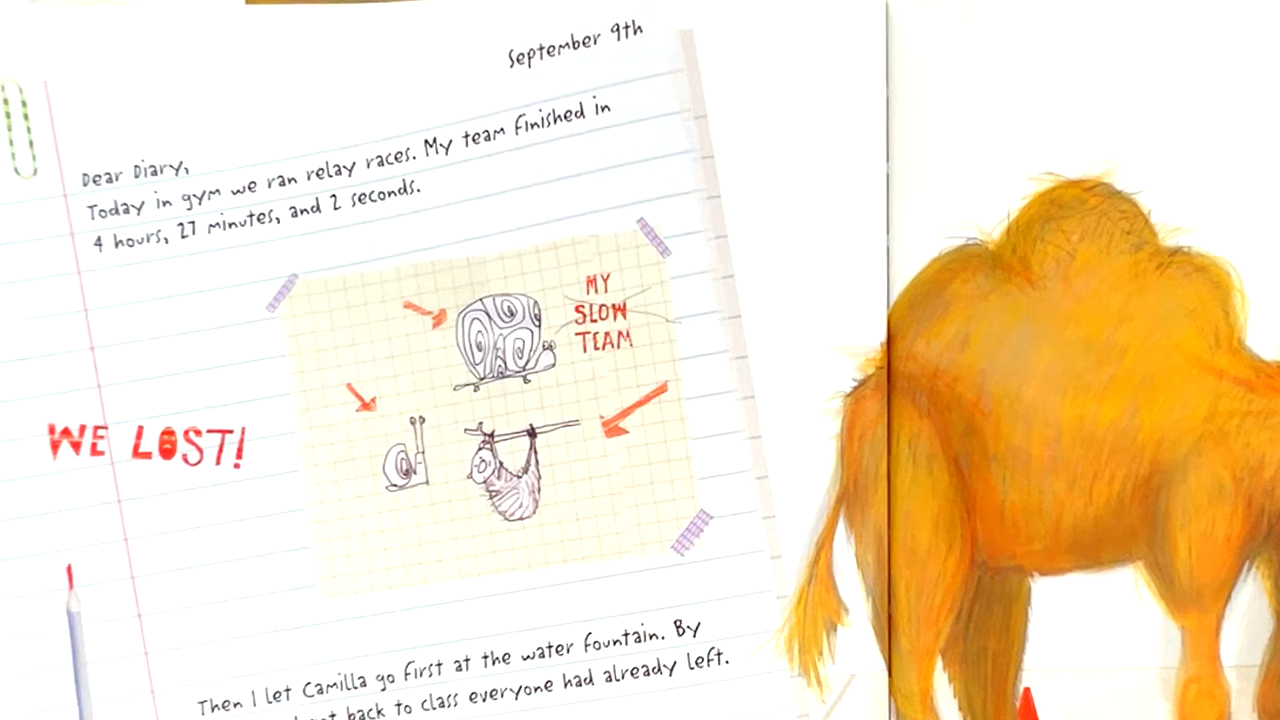 September 9th
Dear Diary,
Today in gym we ran relay races. My team finished in
4 hours, 27 minutes, and 2 seconds.
MY
SLOW
TEAM
WE LOST!
Then I let Camilla go first at the water fountain. By
back to class everyone had already left.